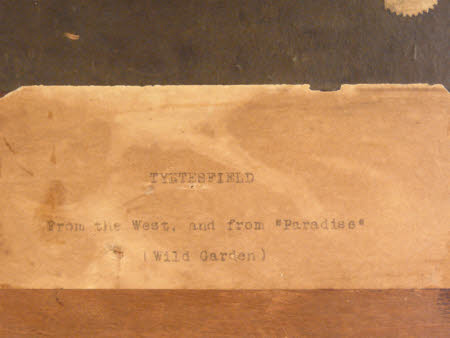 TYNTESFIELD
From the West, and from "Paradise"
(Wild Garden)